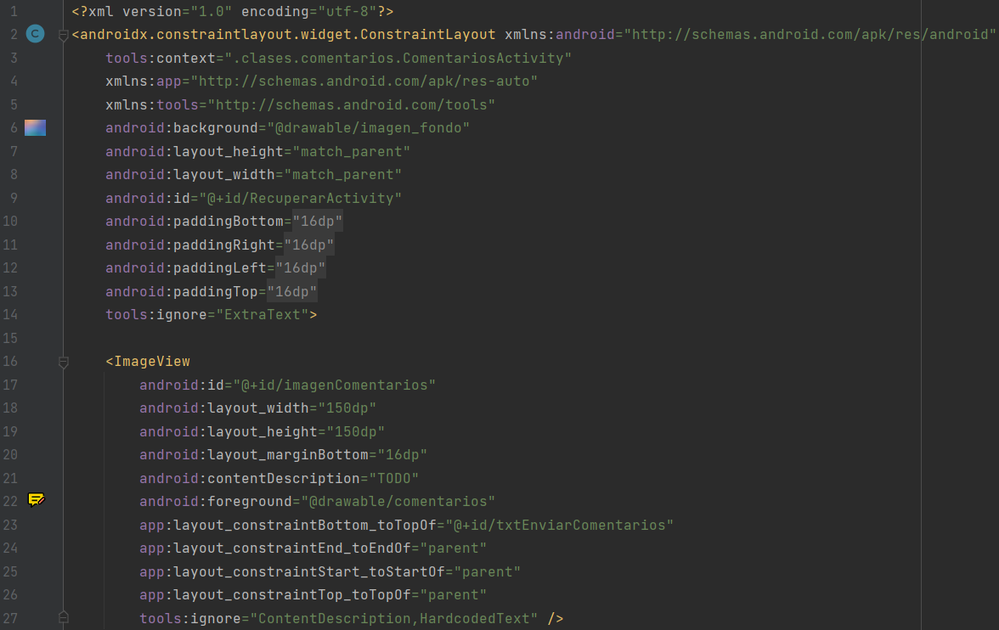 1 <?xml version="1.0" encoding="utf-8"?>
2 C <androidx.constraintlayout.widget.ConstraintLayout xmlns:android="http://schemas.android.com/apk/res/android"
3     tools:context=".clases.comentarios.ComentariosActivity"
4     xmlns:app="http://schemas.android.com/apk/res-auto"
5     xmlns:tools="http://schemas.android.com/tools"
6     android:background="@drawable/imagen_fondo"
7     android:layout_height="match_parent"
8     android:layout_width="match_parent"
9     android:id="@+id/RecuperarActivity"
10     android:paddingBottom="16dp"
11     android:paddingRight="16dp"
12     android:paddingLeft="16dp"
13     android:paddingTop="16dp"
14     tools:ignore="ExtraText">
15
16     <ImageView
17         android:id="@+id/imagenComentarios"
18         android:layout_width="150dp"
19         android:layout_height="150dp"
20         android:layout_marginBottom="16dp"
21         android:contentDescription="TODO"
22         android:foreground="@drawable/comentarios"
23         app:layout_constraintBottom_toTopOf="@+id/txtEnviarComentarios"
24         app:layout_constraintEnd_toEndOf="parent"
25         app:layout_constraintStart_toStartOf="parent"
26         app:layout_constraintTop_toTopOf="parent"
27         tools:ignore="ContentDescription,HardcodedText" />